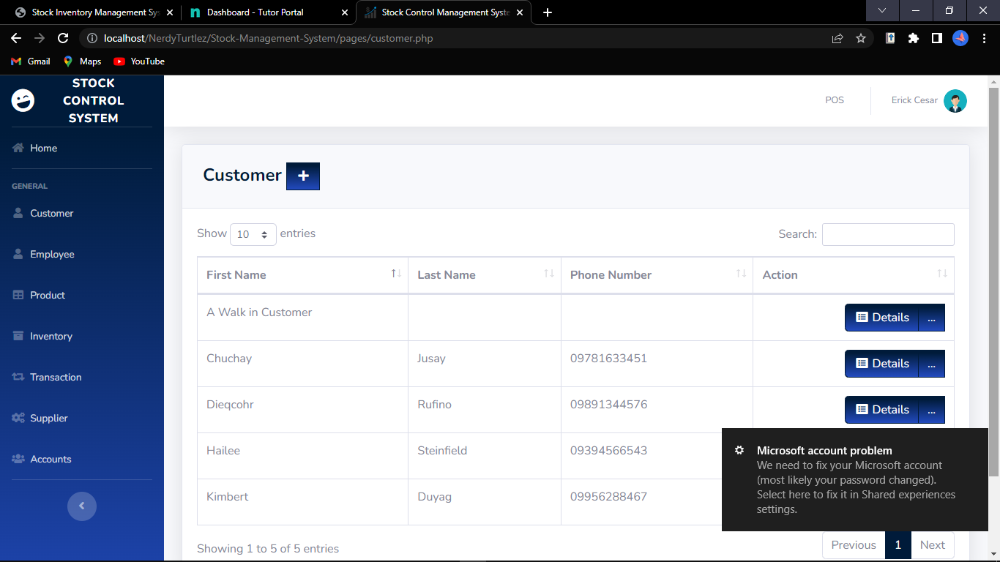 Stock Inventory Management Sys
Dashboard - Tutor Portal
Stock Control Management Syste
localhost/NerdyTurtlez/Stock-Management-System/pages/customer.php
Gmail
Maps
YouTube
STOCK
CONTROL
SYSTEM
POS
Erick Cesar
Home
GENERAL
Customer
Employee
Product
Inventory
Transaction
Supplier
Accounts
Customer +
Show 10 entries
Search:
First Name Last Name Phone Number Action
A Walk in Customer Details ...
Chuchay Jusay 09781633451 Details ...
Dieqcohr Rufino 09891344576 Details ...
Hailee Steinfield 09394566543
Kimbert Duyag 09956288467
Microsoft account problem
We need to fix your Microsoft account
(most likely your password changed).
Select here to fix it in Shared experiences
settings.
Showing 1 to 5 of 5 entries
Previous 1 Next